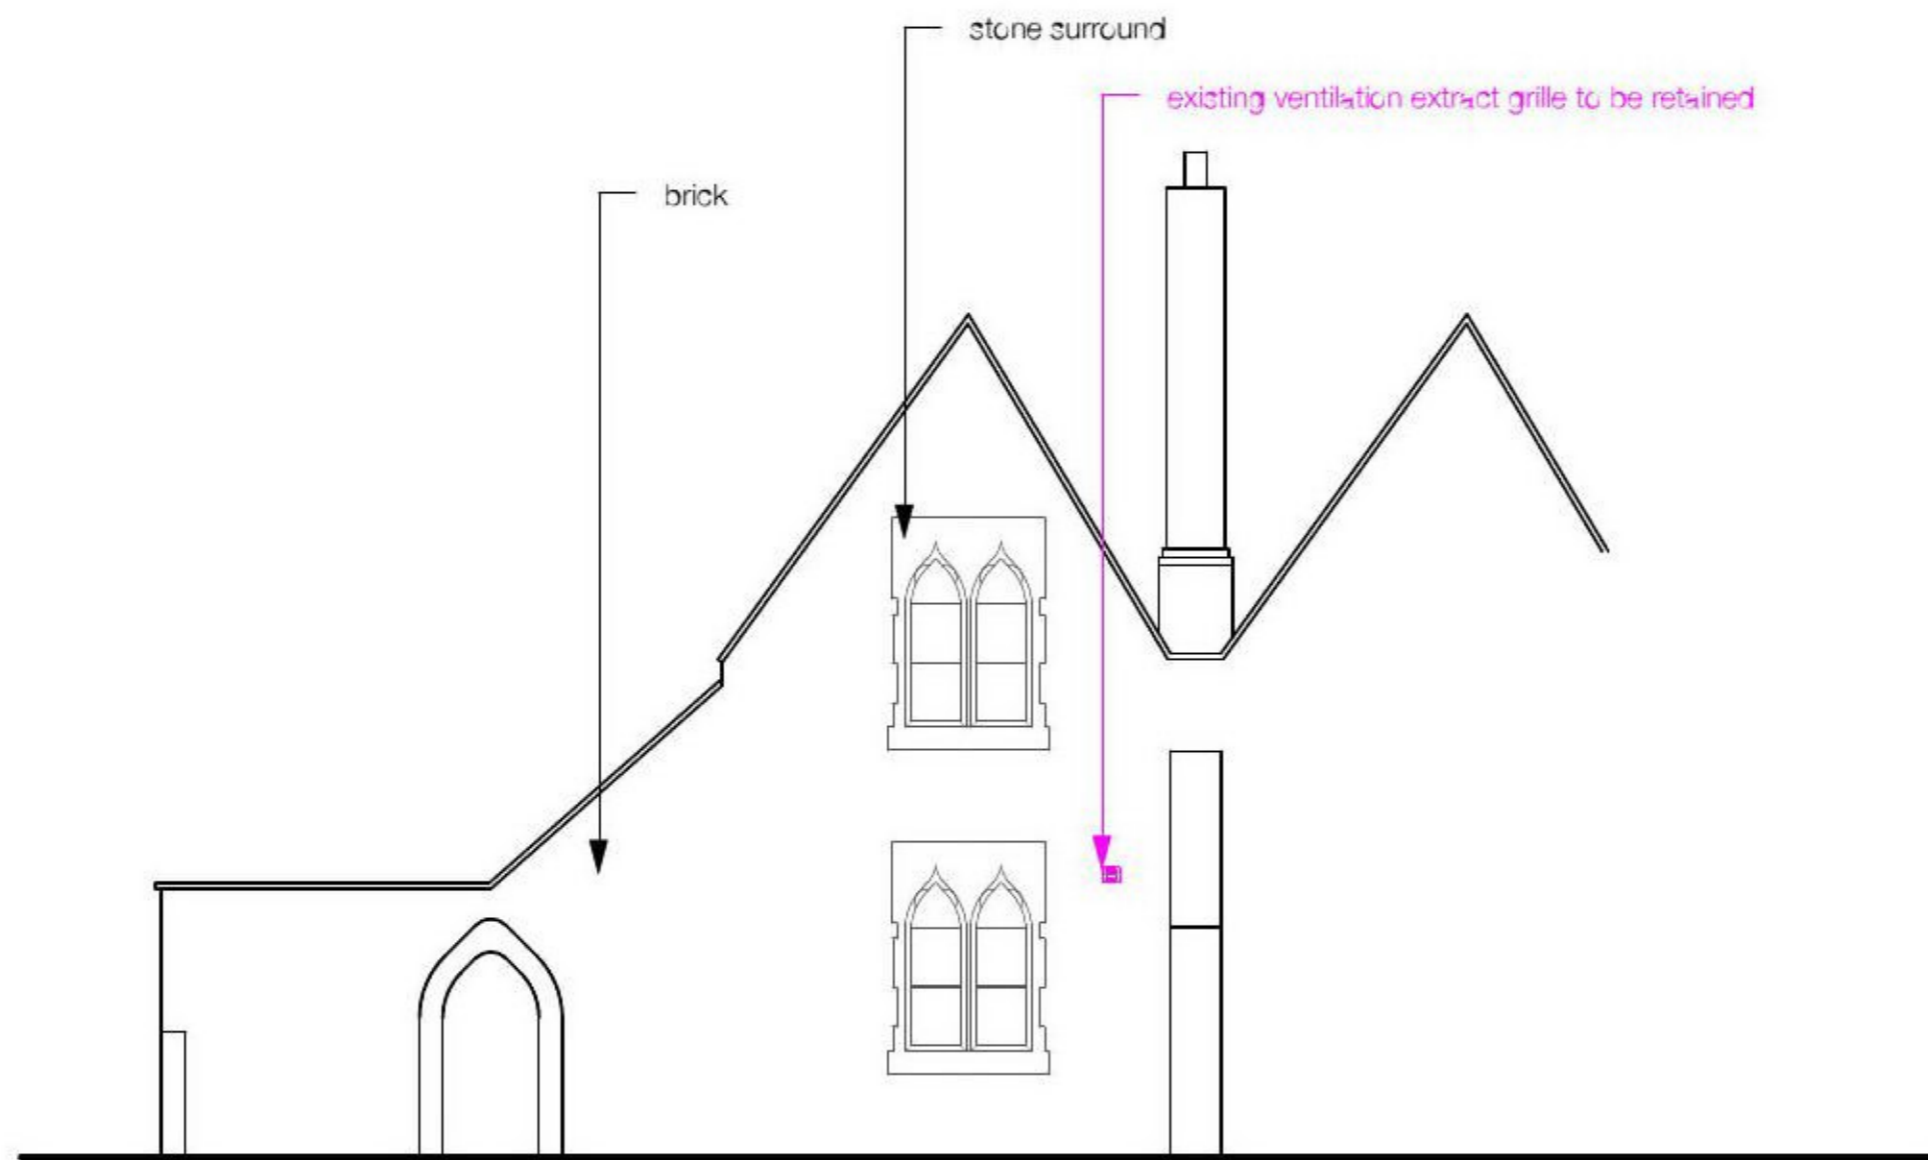 stone surround
existing ventilation extract grille to be retained
brick